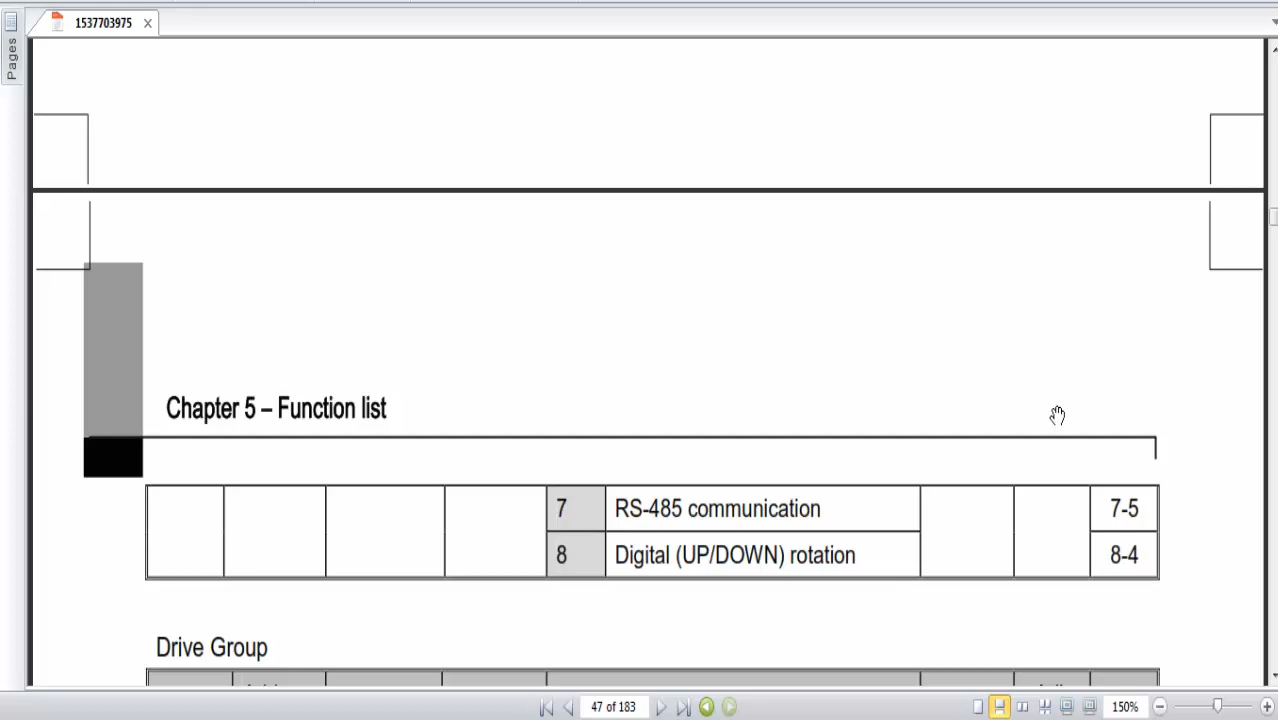 1537703975
Pages
Chapter 5 – Function list
7 RS-485 communication 7-5
8 Digital (UP/DOWN) rotation 8-4
Drive Group
47 of 183
150%